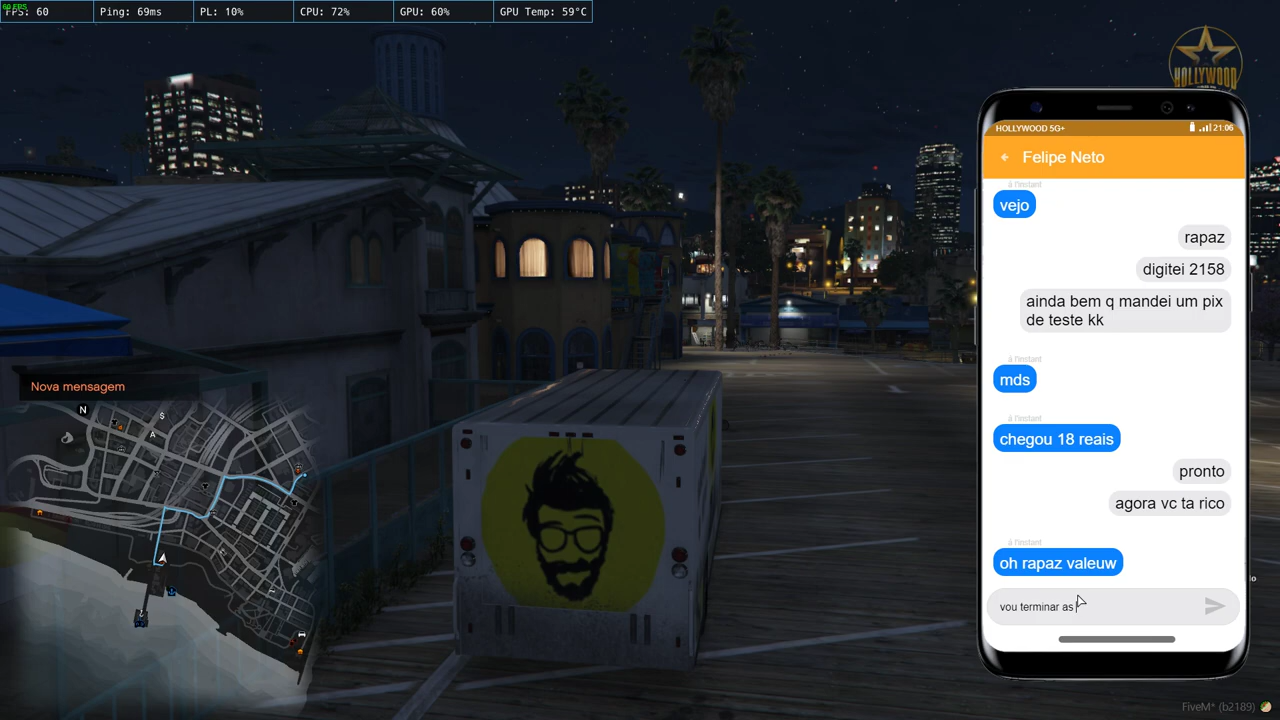 60 FPS
FPS: 60
Ping: 69ms
PL: 10%
CPU: 72%
GPU: 60%
GPU Temp: 59°C
HOLLYWOOD
HOLLYWOOD 5G+
21:06
Felipe Neto
à l'instant
vejo
rapaz
digitei 2158
ainda bem q mandei um pix
de teste kk
à l'instant
mds
à l'instant
chegou 18 reais
pronto
agora vc ta rico
à l'instant
oh rapaz valeuw
vou terminar as
Nova mensagem
N
$
A
FiveM* (b2189)